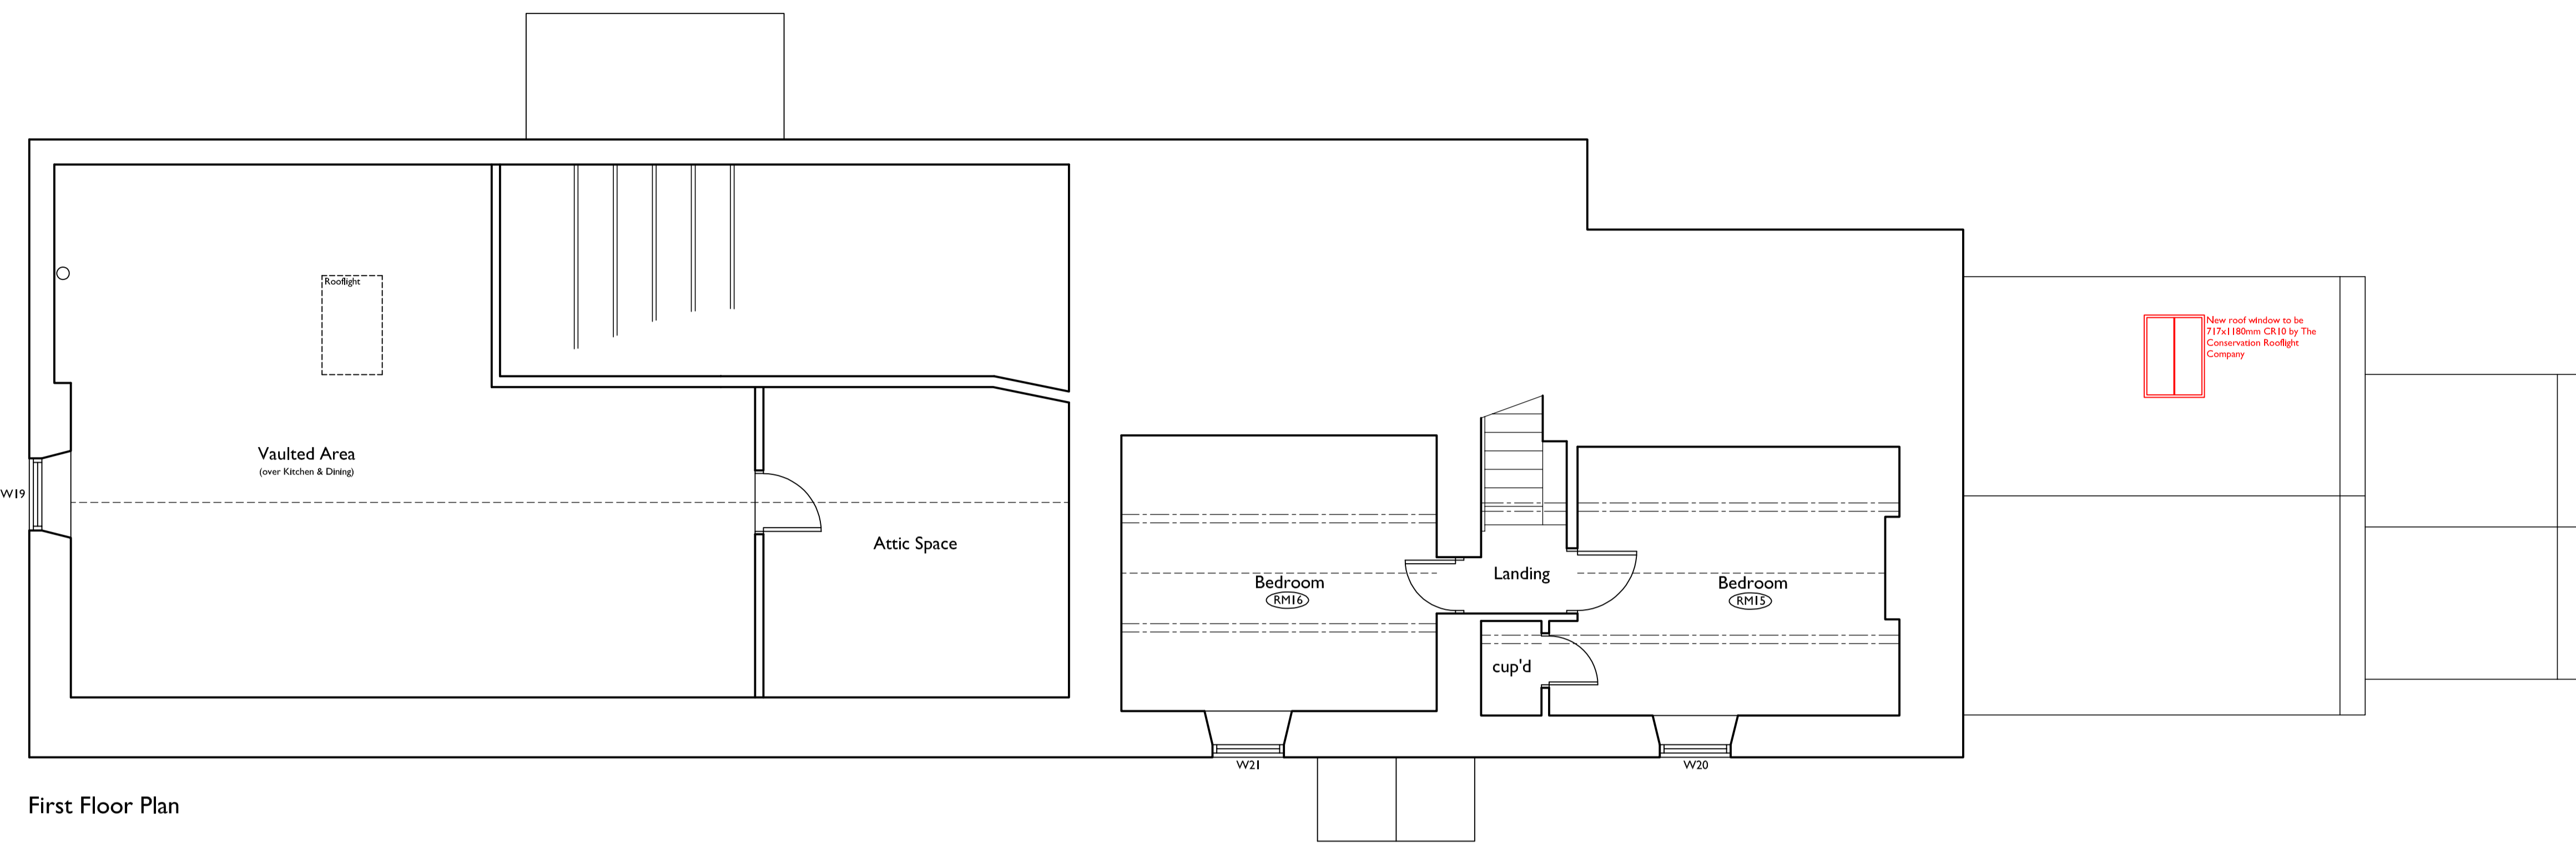 Rooflight
New roof window to be
717x1180mm CR10 by The
Conservation Rooflight
Company
Vaulted Area
(over Kitchen & Dining)
W19
Attic Space
Bedroom
RM16
Landing
Bedroom
RM15
cup'd
W21
W20
First Floor Plan